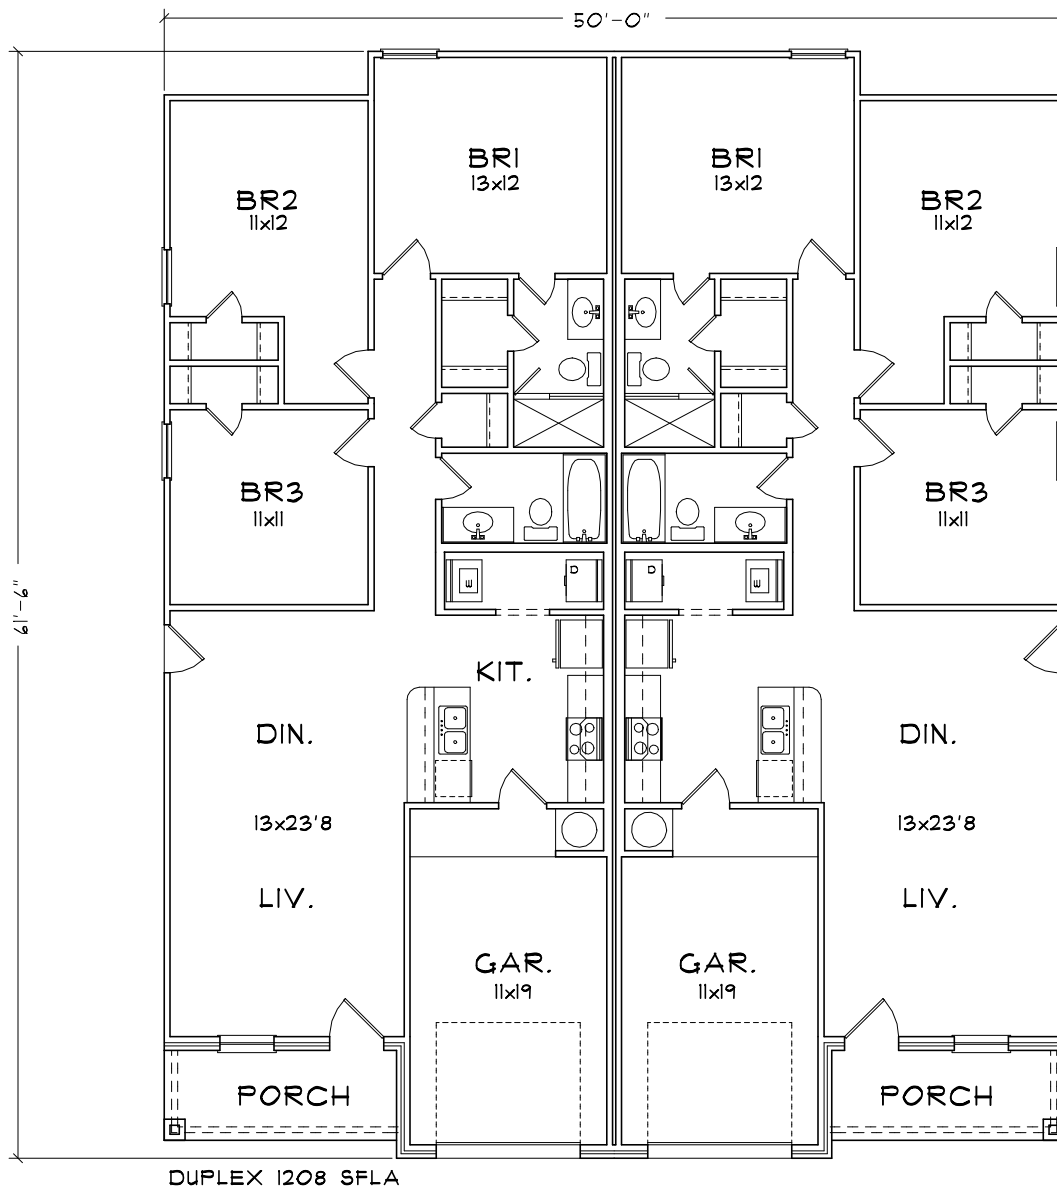 50'-0"
BR1
13x12
BR1
13x12
BR2
11x12
BR2
11x12
BR3
11x11
BR3
11x11
W
D
D
W
61'-6"
KIT.
DIN.
DIN.
13x23'8
13x23'8
LIV.
LIV.
GAR.
11x19
GAR.
11x19
PORCH
PORCH
DUPLEX 1208 SFLA